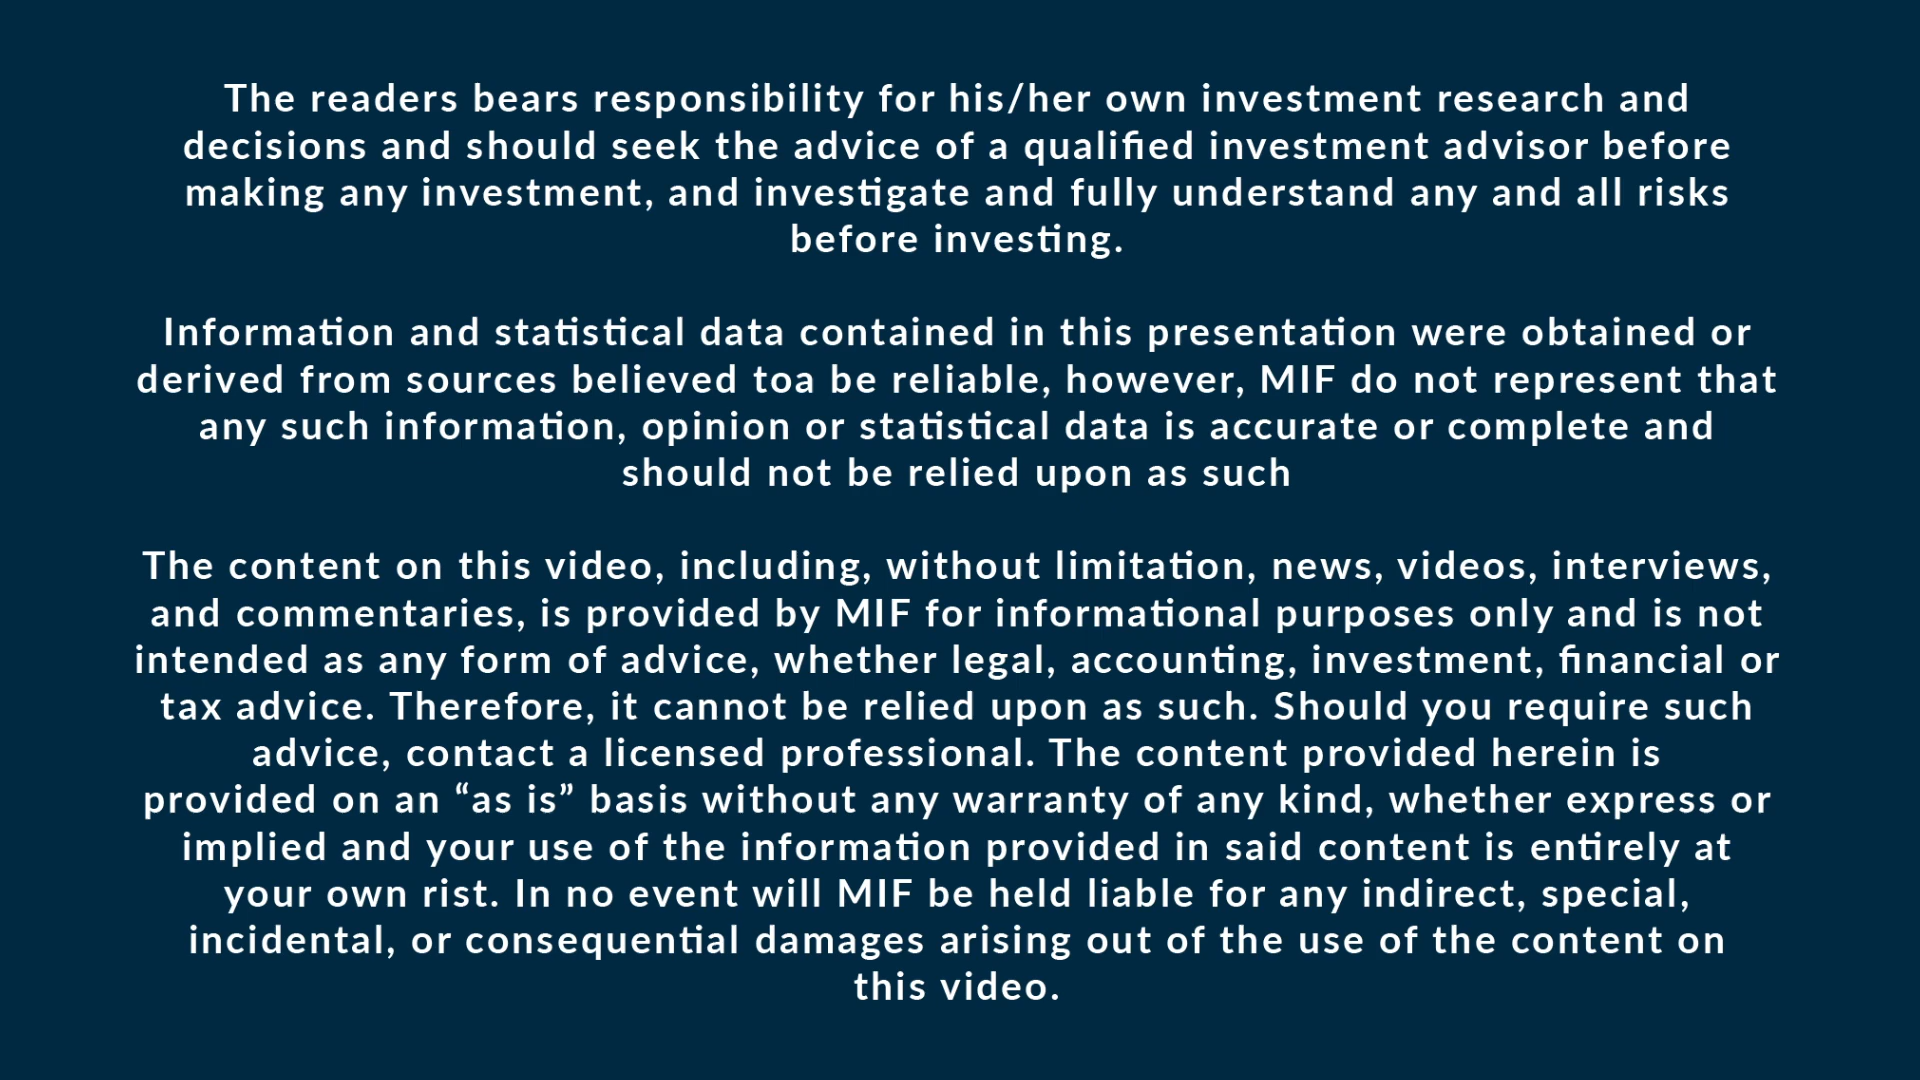 The readers bears responsibility for his/her own investment research and
decisions and should seek the advice of a qualified investment advisor before
making any investment, and investigate and fully understand any and all risks
before investing.
Information and statistical data contained in this presentation were obtained or
derived from sources believed toa be reliable, however, MIF do not represent that
any such information, opinion or statistical data is accurate or complete and
should not be relied upon as such
The content on this video, including, without limitation, news, videos, interviews,
and commentaries, is provided by MIF for informational purposes only and is not
intended as any form of advice, whether legal, accounting, investment, financial or
tax advice. Therefore, it cannot be relied upon as such. Should you require such
advice, contact a licensed professional. The content provided herein is
provided on an “as is” basis without any warranty of any kind, whether express or
implied and your use of the information provided in said content is entirely at
your own rist. In no event will MIF be held liable for any indirect, special,
incidental, or consequential damages arising out of the use of the content on
this video.